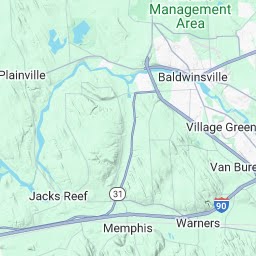 Management
Area
Plainville
Baldwinsville
Village Green
Van Bure
Jacks Reef
31
90
Memphis
Warners